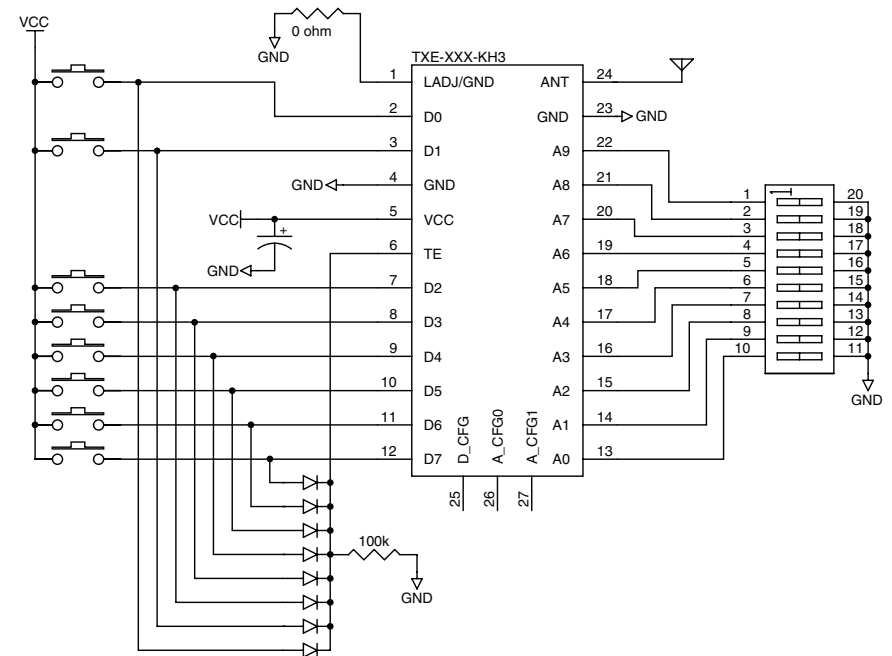 VCC
0 ohm
GND
TXE-XXX-KH3
1 LADJ/GND ANT 24
2 D0 GND 23 GND
3 D1 A9 22
GND 4 GND A8 21
VCC 5 VCC A7 20
+
GND
6 TE A6 19
7 D2 A5 18
8 D3 A4 17
9 D4 A3 16
10 D5 A2 15
11 D6 A1 14
12 D7 A0 13
D_CFG A_CFG0 A_CFG1
25 26 27
1 1 20
2 19
3 18
4 17
5 16
6 15
7 14
8 13
9 12
10 11
GND
100k
GND